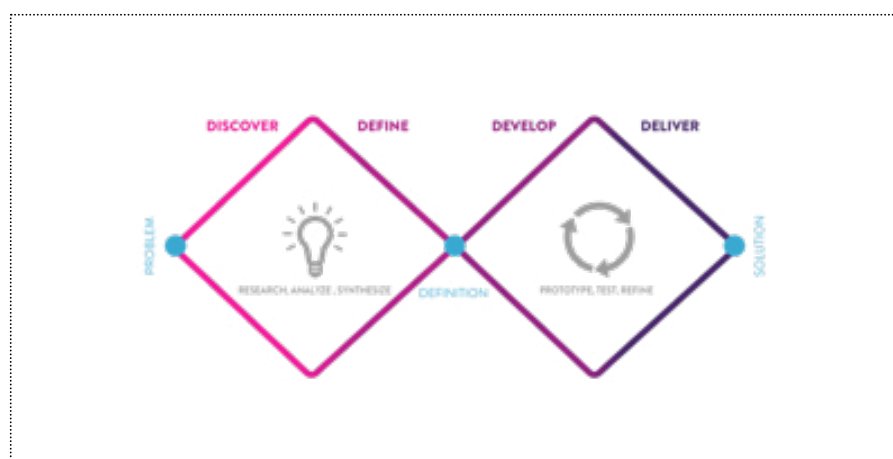 DISCOVER DEFINE DEVELOP DELIVER
PROBLEM
SOLUTION
RESEARCH, ANALYZE, SYNTHESIZE
DEFINITION
PROTOTYPE, TEST, REFINE